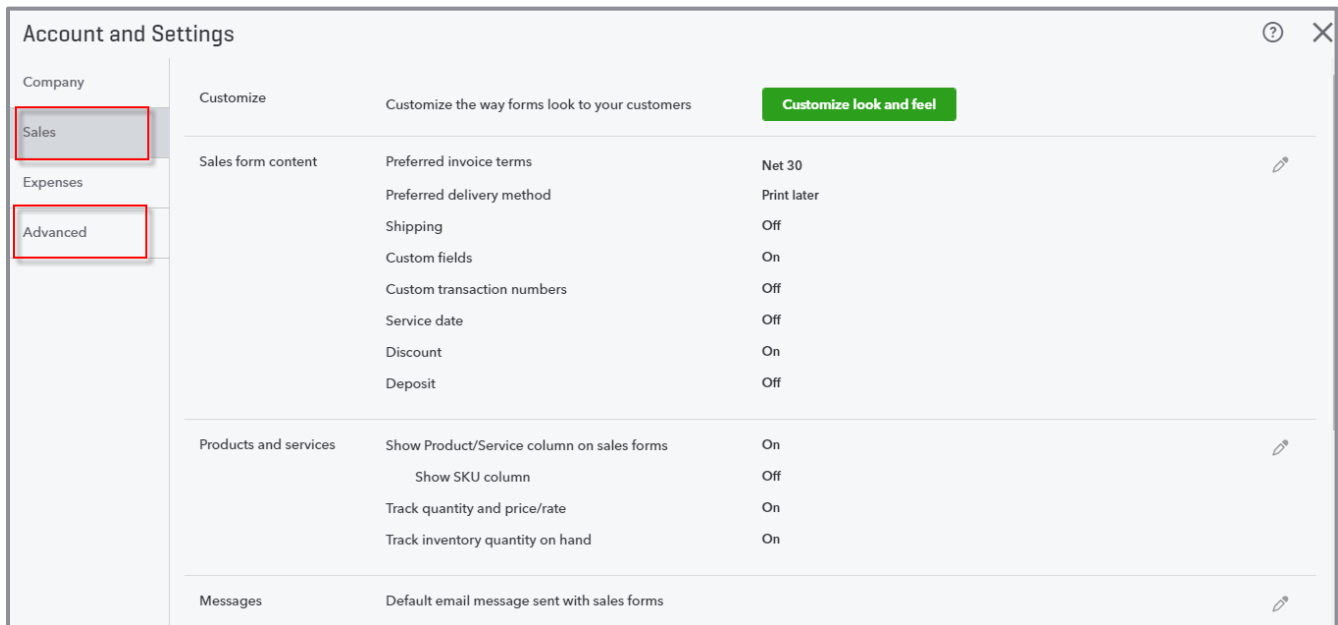 Account and Settings
Company
Sales
Expenses
Advanced
Customize Customize the way forms look to your customers Customize look and feel
Sales form content Preferred invoice terms Net 30
Preferred delivery method Print later
Shipping Off
Custom fields On
Custom transaction numbers Off
Service date Off
Discount On
Deposit Off
Products and services Show Product/Service column on sales forms On
Show SKU column Off
Track quantity and price/rate On
Track inventory quantity on hand On
Messages Default email message sent with sales forms